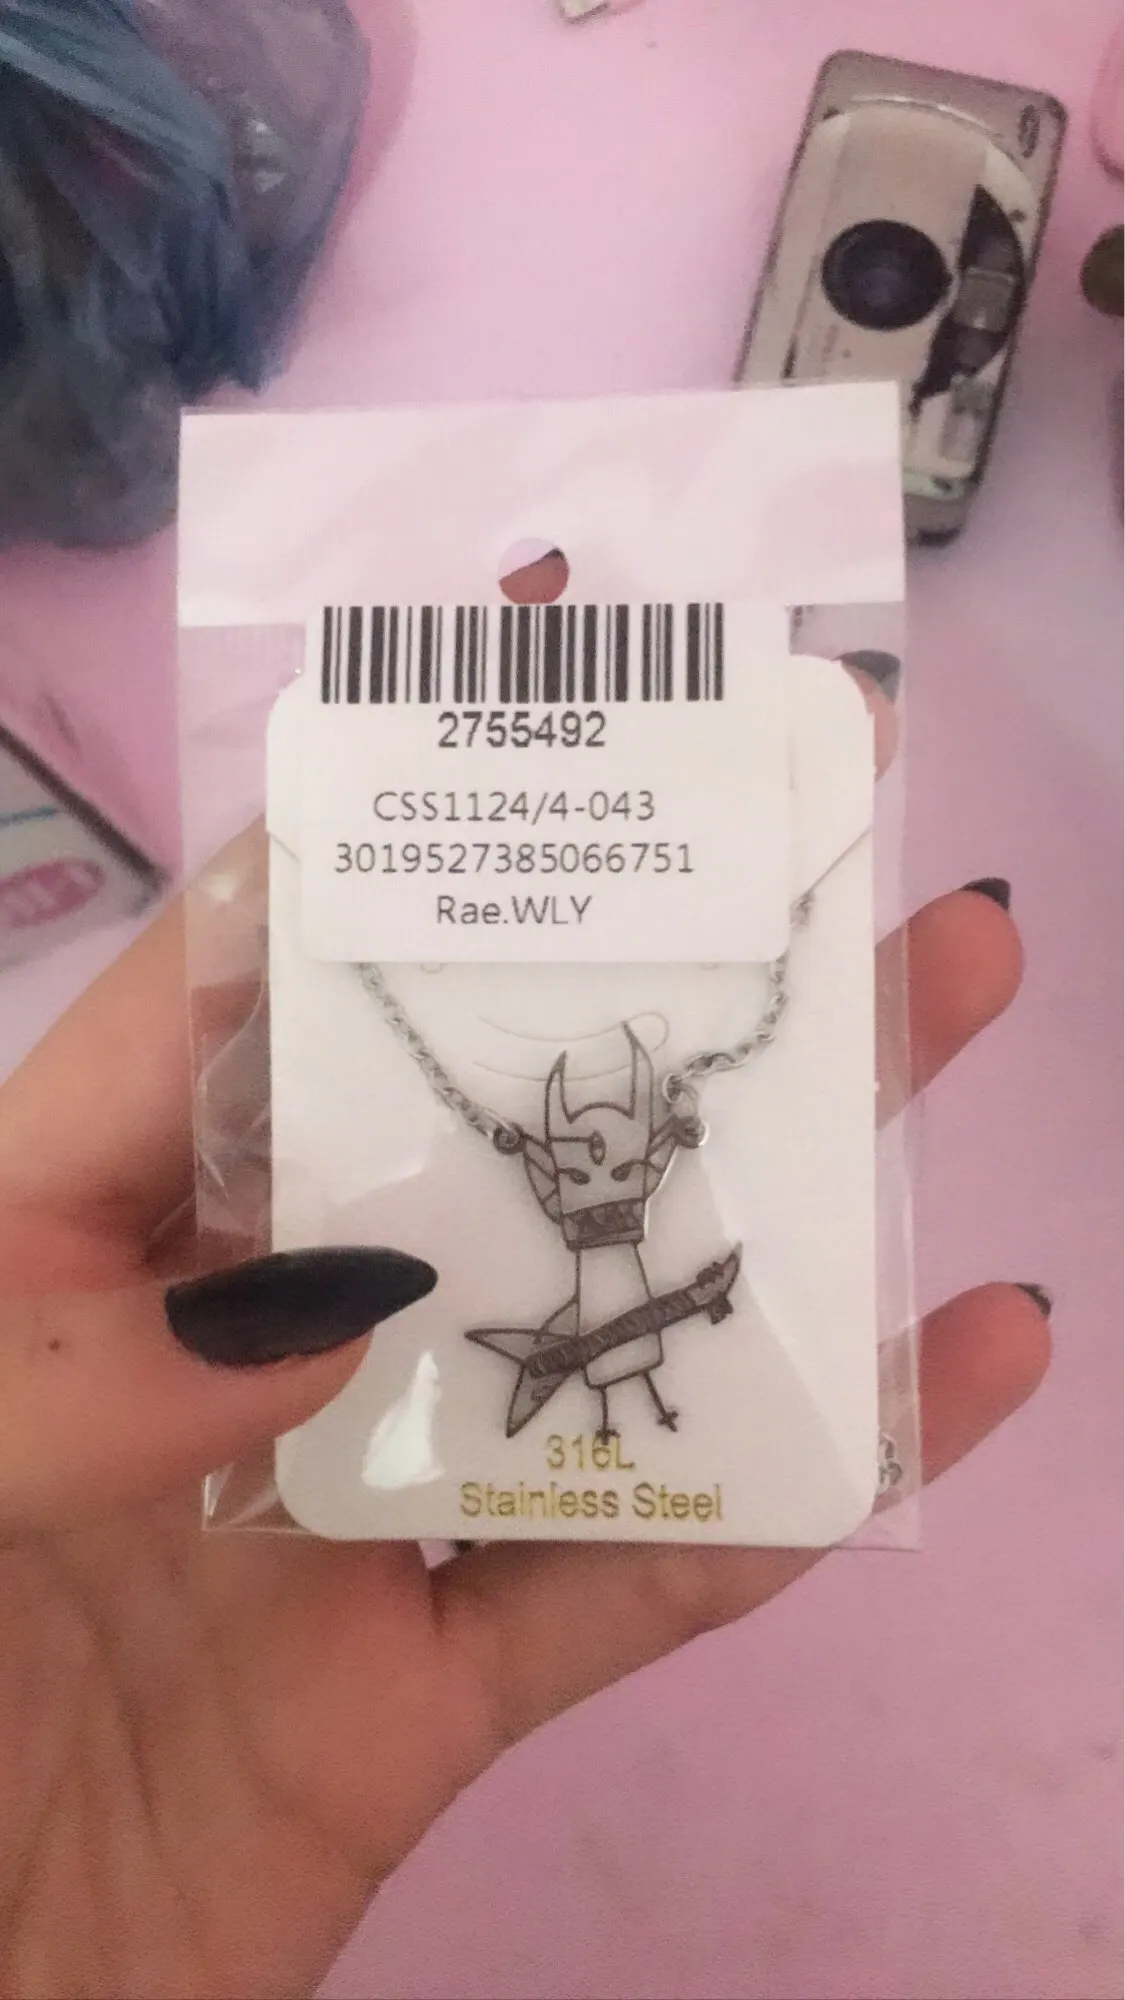 2755492
CSS1124/4-043
3019527385066751
Rae.WLY
316L
Stainless Steel